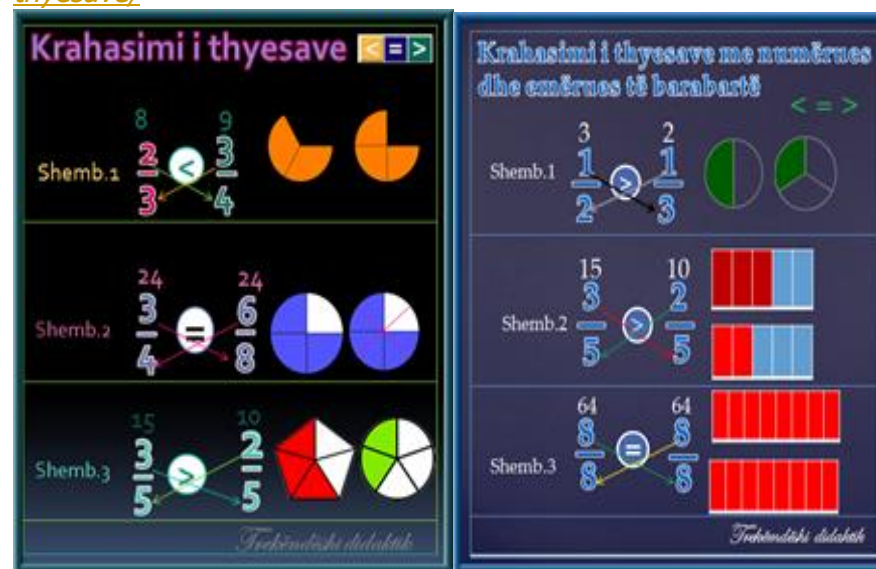 thyesave/
Krahasimi i thyesave < = >
8 9
Shemb.1 2/3 < 3/4
24 24
Shemb.2 3/4 = 6/8
15 10
Shemb.3 3/5 > 2/5
Trekëndëshi didaktik
Krahasimi i thyesave me numërues
dhe emërues të barabartë
< = >
3 2
Shemb.1 1/2 > 1/3
15 10
Shemb.2 3/5 > 2/5
64 64
Shemb.3 8/8 = 8/8
Trekëndëshi didaktik